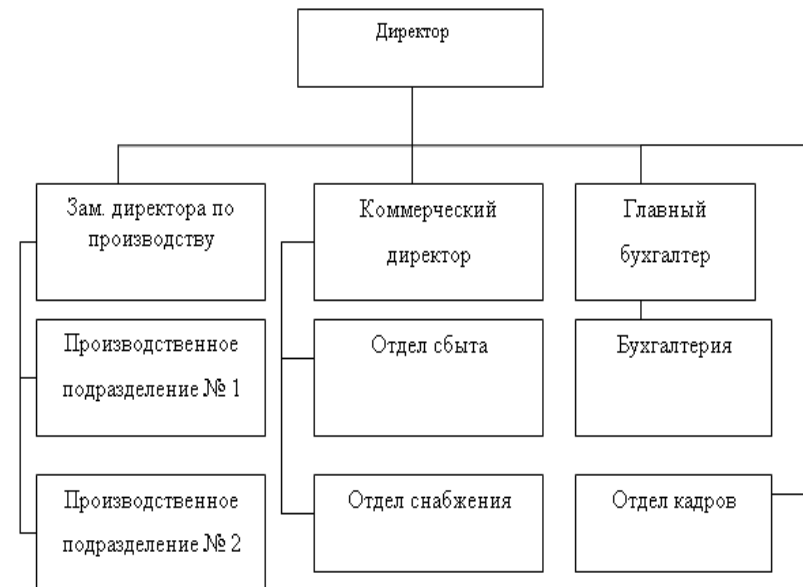 Директор
Зам. директора по
производству
Коммерческий
директор
Главный
бухгалтер
Производственное
подразделение № 1
Отдел сбыта
Бухгалтерия
Производственное
подразделение № 2
Отдел снабжения
Отдел кадров